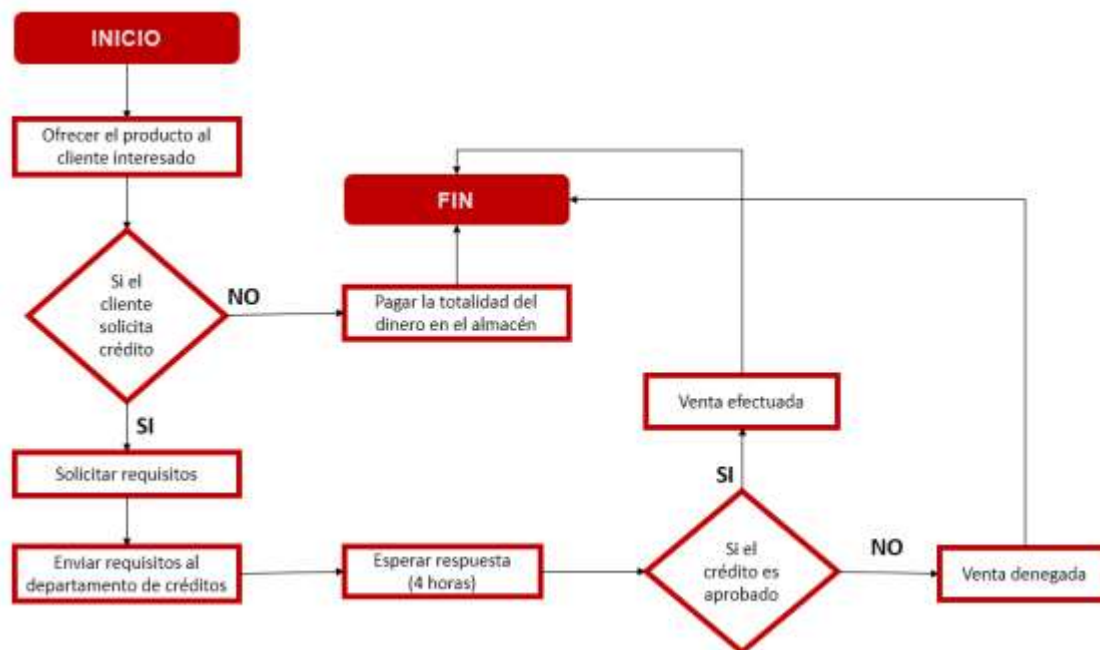 INICIO
Ofrecer el producto al
cliente interesado
FIN
Si el
cliente
solicita
crédito
NO
Pagar la totalidad del
dinero en el almacén
SI
Venta efectuada
Solicitar requisitos
SI
Enviar requisitos al
departamento de créditos
Esperar respuesta
(4 horas)
Si el
crédito es
aprobado
NO
Venta denegada